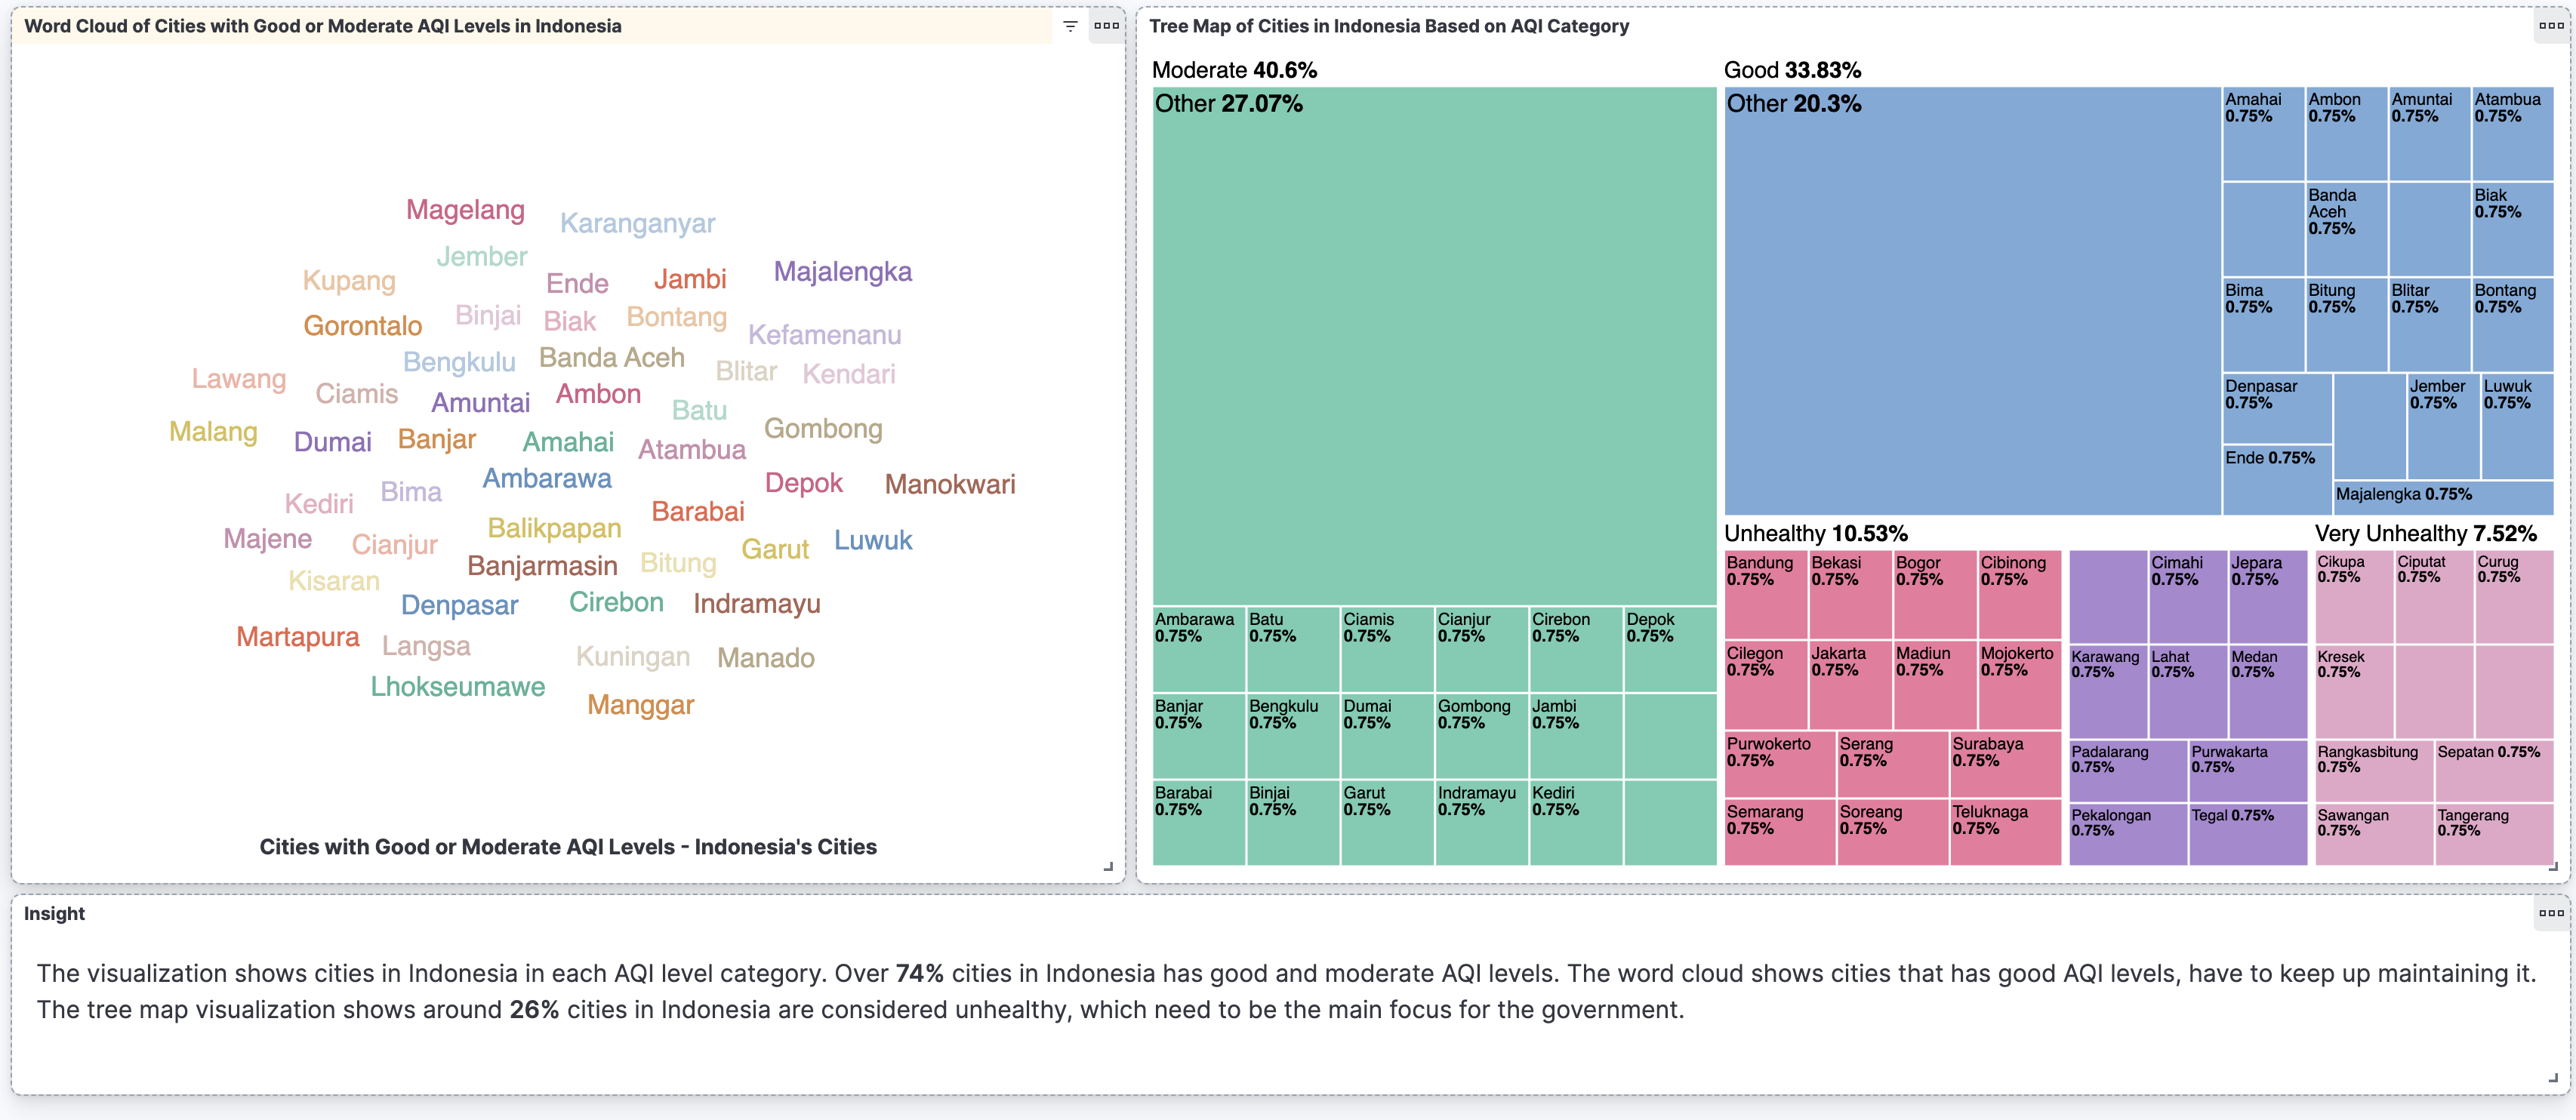 Word Cloud of Cities with Good or Moderate AQI Levels in Indonesia
Magelang
Karanganyar
Jember
Kupang
Ende
Jambi
Majalengka
Gorontalo
Binjai
Biak
Bontang
Kefamenanu
Bengkulu
Banda Aceh
Blitar
Kendari
Lawang
Ciamis
Amuntai
Ambon
Batu
Malang
Dumai
Banjar
Amahai
Atambua
Gombong
Ambarawa
Depok
Manokwari
Kediri
Bima
Barabai
Majene
Cianjur
Balikpapan
Garut
Luwuk
Banjarmasin
Bitung
Kisaran
Denpasar
Cirebon
Indramayu
Martapura
Langsa
Kuningan
Manado
Lhokseumawe
Manggar
Cities with Good or Moderate AQI Levels - Indonesia's Cities
Tree Map of Cities in Indonesia Based on AQI Category
Moderate 40.6%
Other 27.07%
Ambarawa
0.75%
Batu
0.75%
Ciamis
0.75%
Cianjur
0.75%
Cirebon
0.75%
Depok
0.75%
Banjar
0.75%
Bengkulu
0.75%
Dumai
0.75%
Gombong
0.75%
Jambi
0.75%
Barabai
0.75%
Binjai
0.75%
Garut
0.75%
Indramayu
0.75%
Kediri
0.75%
Good 33.83%
Other 20.3%
Amahai
0.75%
Ambon
0.75%
Amuntai
0.75%
Atambua
0.75%
Banda
Aceh
0.75%
Biak
0.75%
Bima
0.75%
Bitung
0.75%
Blitar
0.75%
Bontang
0.75%
Denpasar
0.75%
Jember
0.75%
Luwuk
0.75%
Ende 0.75%
Majalengka 0.75%
Unhealthy 10.53%
Bandung
0.75%
Bekasi
0.75%
Bogor
0.75%
Cibinong
0.75%
Cilegon
0.75%
Jakarta
0.75%
Madiun
0.75%
Mojokerto
0.75%
Purwokerto
0.75%
Serang
0.75%
Surabaya
0.75%
Semarang
0.75%
Soreang
0.75%
Teluknaga
0.75%
Cimahi
0.75%
Jepara
0.75%
Karawang
0.75%
Lahat
0.75%
Medan
0.75%
Padalarang
0.75%
Purwakarta
0.75%
Pekalongan
0.75%
Tegal 0.75%
Very Unhealthy 7.52%
Cikupa
0.75%
Ciputat
0.75%
Curug
0.75%
Kresek
0.75%
Rangkasbitung
0.75%
Sepatan 0.75%
Sawangan
0.75%
Tangerang
0.75%
Insight
The visualization shows cities in Indonesia in each AQI level category. Over 74% cities in Indonesia has good and moderate AQI levels. The word cloud shows cities that has good AQI levels, have to keep up maintaining it.
The tree map visualization shows around 26% cities in Indonesia are considered unhealthy, which need to be the main focus for the government.